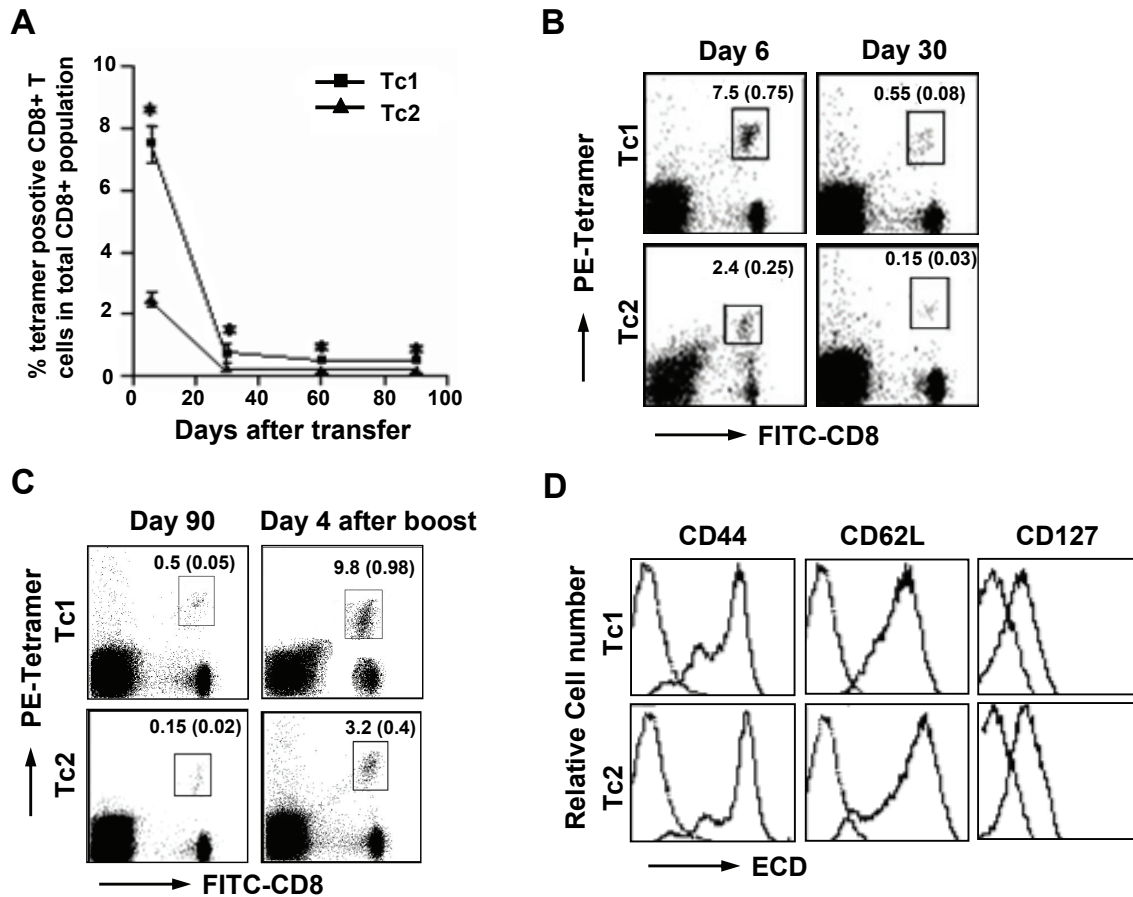 A
% tetramer posotive CD8+ T
cells in total CD8+ population
10
8
6
4
2
0
0 20 40 60 80 100
Days after transfer
Tc1
Tc2
*
*
*
*
B
Day 6 Day 30
Tc1
7.5 (0.75) 0.55 (0.08)
Tc2
2.4 (0.25) 0.15 (0.03)
PE-Tetramer
FITC-CD8
C
Day 90 Day 4 after boost
Tc1
0.5 (0.05) 9.8 (0.98)
Tc2
0.15 (0.02) 3.2 (0.4)
PE-Tetramer
FITC-CD8
D
CD44 CD62L CD127
Tc1
Tc2
Relative Cell number
ECD